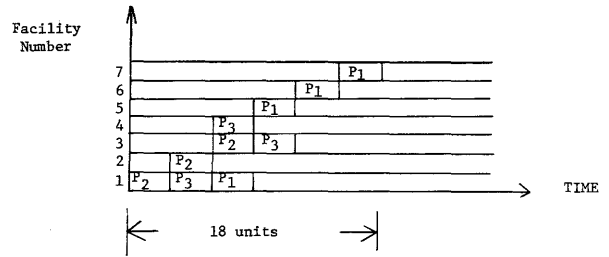 Facility
Number
7 P1
6 P1
5 P1
4 P3
3 P2 P3
2 P2
1 P2 P3 P1
TIME
18 units